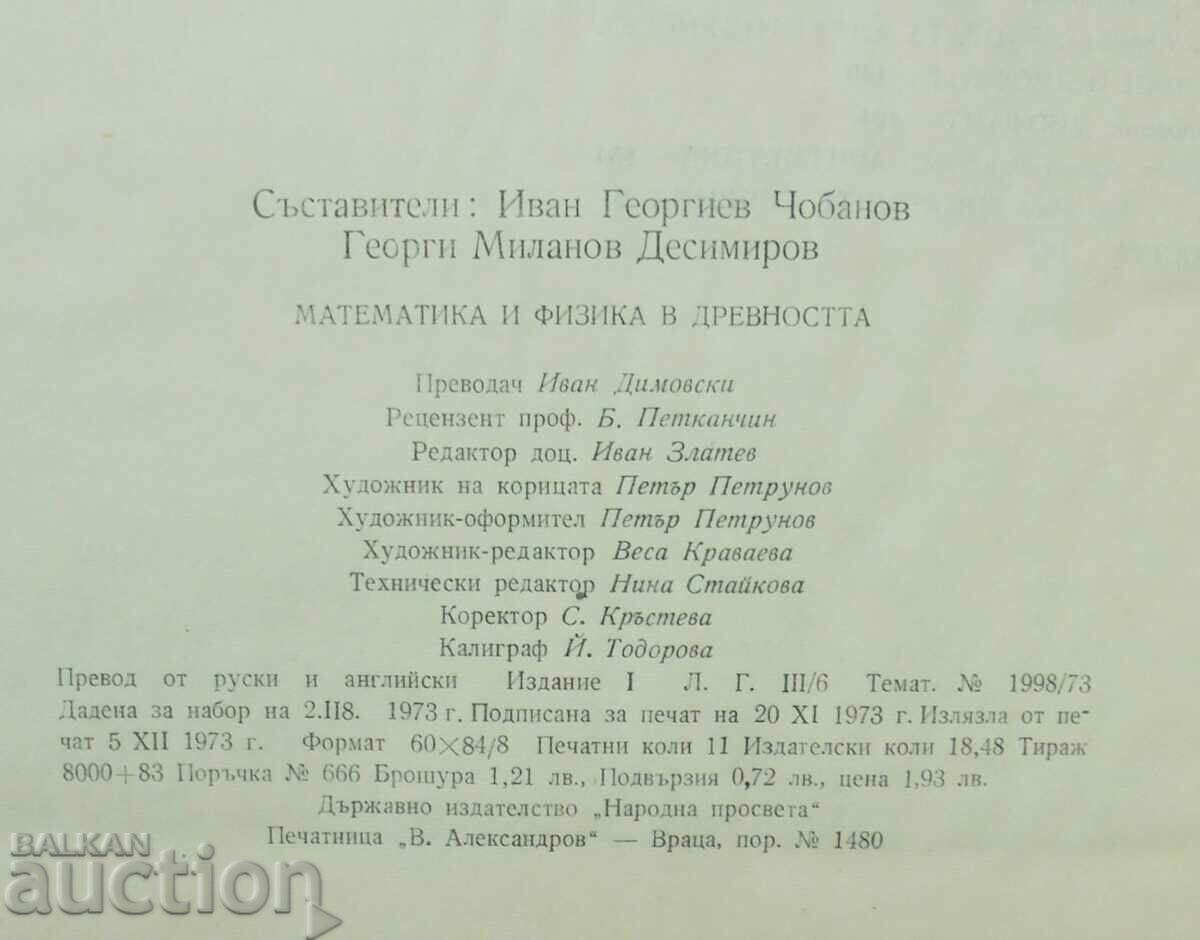 Съставители: Иван Георгиев Чобанов
Георги Миланов Десимиров
МАТЕМАТИКА И ФИЗИКА В ДРЕВНОСТТА
Преводач Иван Димовски
Рецензент проф. Б. Петканчин
Редактор доц. Иван Златев
Художник на корицата Петър Петрунов
Художник-оформител Петър Петрунов
Художник-редактор Веса Краваева
Технически редактор Нина Стайкова
Коректор С. Кръстева
Калиграф Й. Тодорова
Превод от руски и английски Издание I Л. Г. III/6 Темат. № 1998/73
Дадена за набор на 2.II8. 1973 г. Подписана за печат на 20 XI 1973 г. Излязла от пе-
чат 5 XII 1973 г. Формат 60×84/8 Печатни коли 11 Издателски коли 18,48 Тираж
8000+83 Поръчка № 666 Брошура 1,21 лв., Подвързия 0,72 лв., цена 1,93 лв.
Държавно издателство „Народна просвета“
Печатница „В. Александров“ — Враца, пор. № 1480
BALKAN
auction